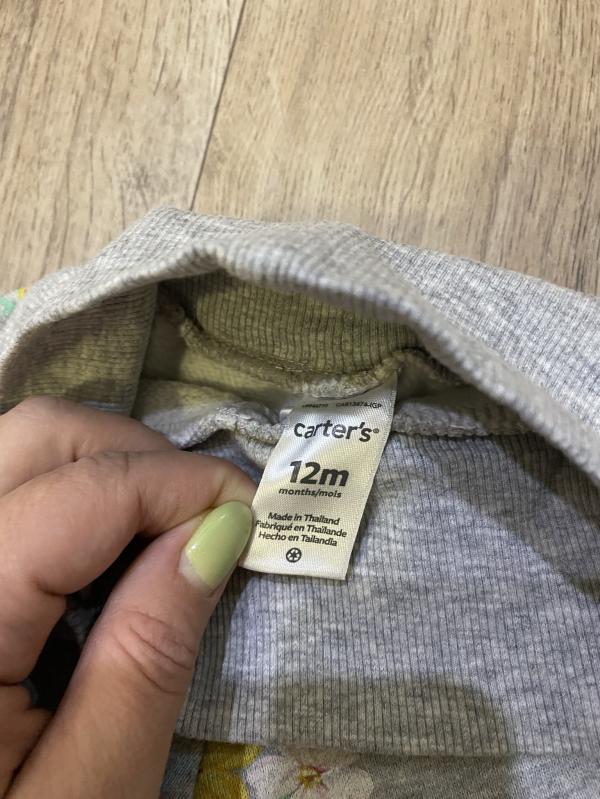 carter's®
12m
months/mois
Made in Thailand
Fabriqué en Thaïlande
Hecho en Tailandia